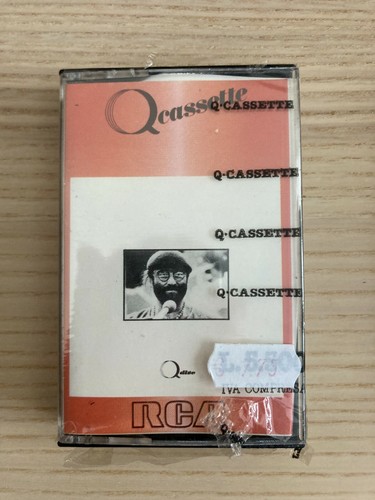 Qcassette
Q·CASSETTE
Q·CASSETTE
Q·CASSETTE
Q·CASSETTE
Qdisc
IVA COMPRESA
RCA